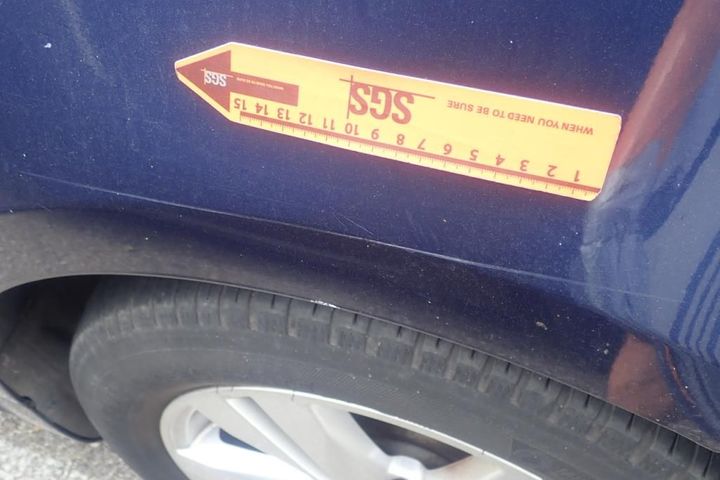 WHEN YOU NEED TO BE SURE
SGS
SGS
1 2 3 4 5 6 7 8 9 10 11 12 13 14 15